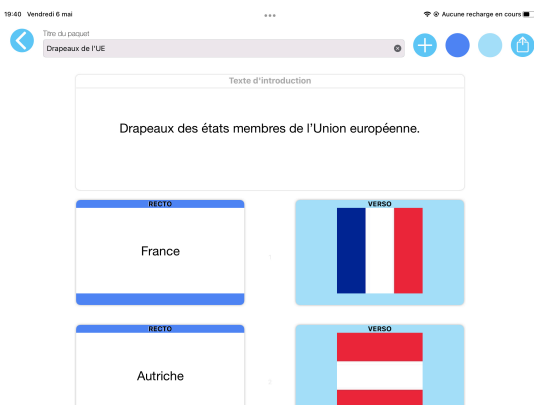 19:40 Vendredi 6 mai
Aucune recharge en cours
Titre du paquet
Drapeaux de l'UE
Texte d'introduction
Drapeaux des états membres de l'Union européenne.
RECTO
VERSO
France
RECTO
VERSO
Autriche